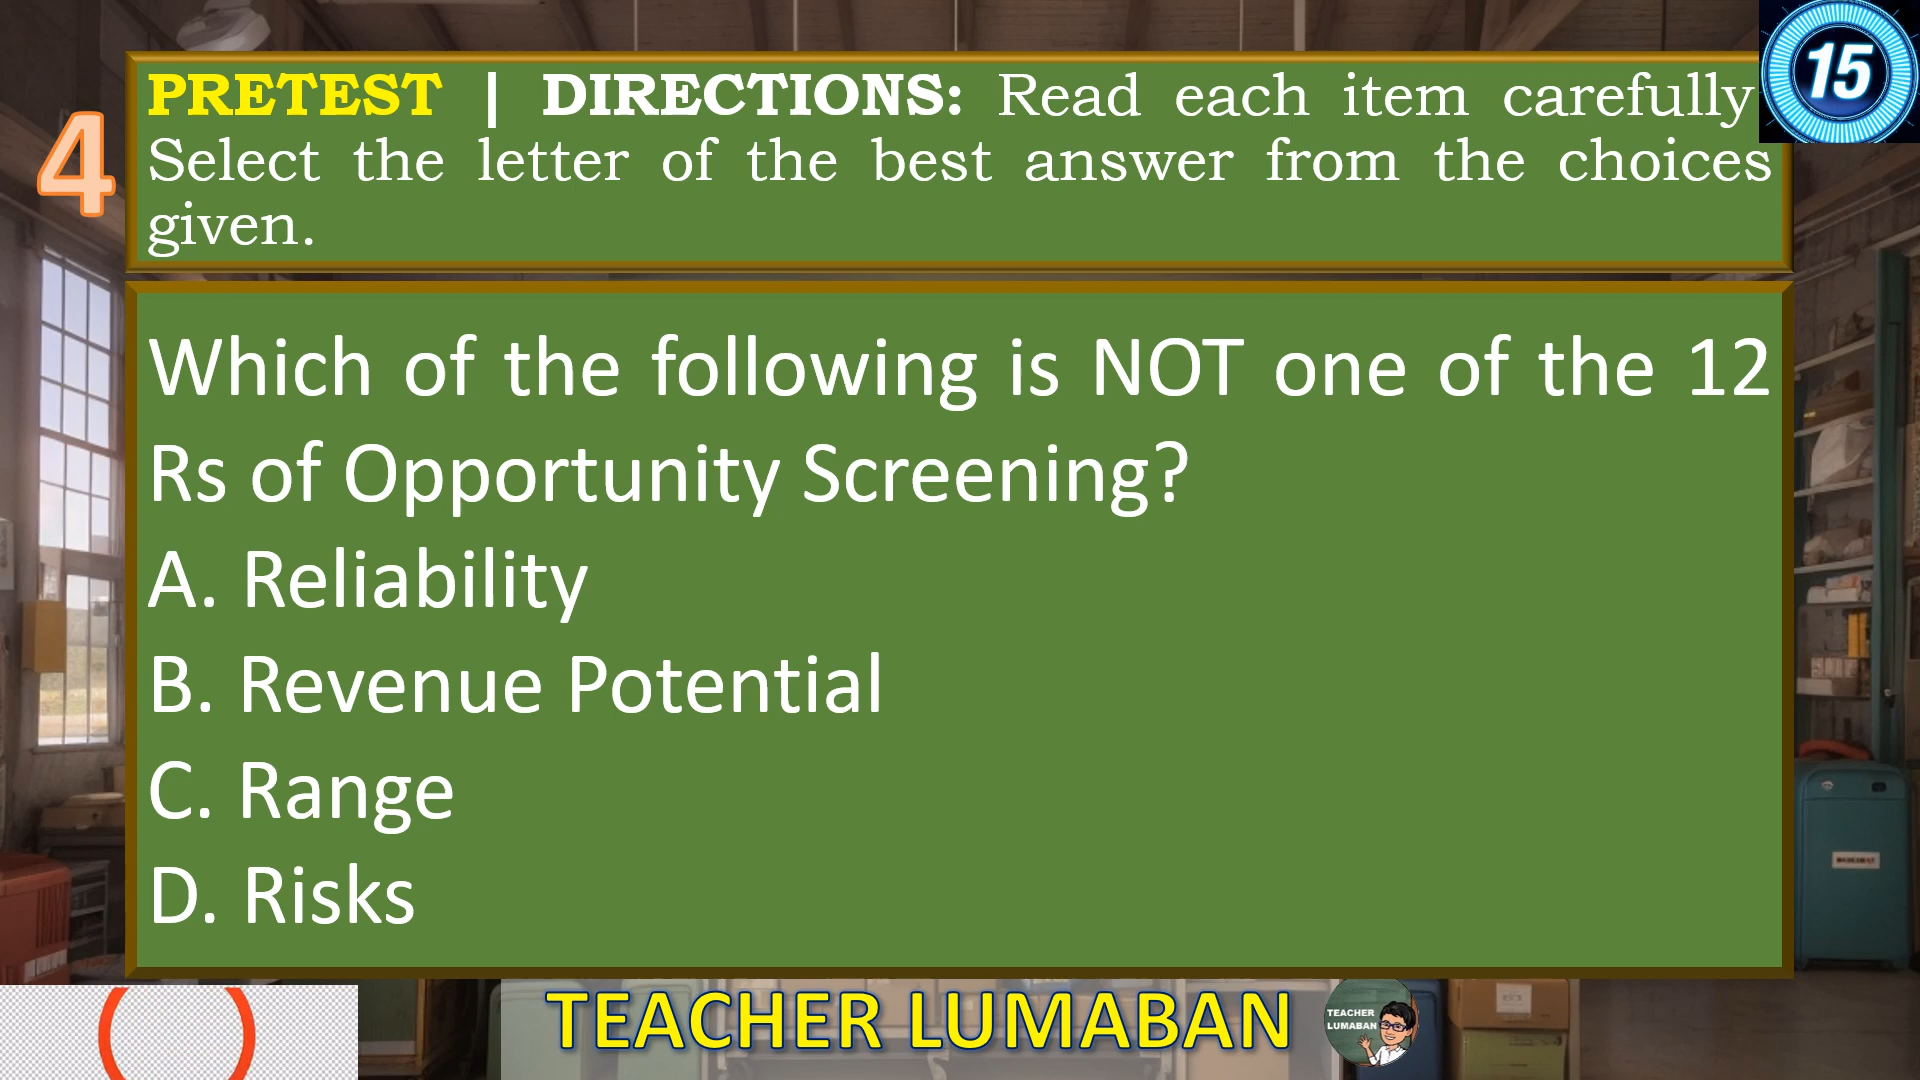 15
4
PRETEST | DIRECTIONS: Read each item carefully
Select the letter of the best answer from the choices
given.
Which of the following is NOT one of the 12
Rs of Opportunity Screening?
A. Reliability
B. Revenue Potential
C. Range
D. Risks
TEACHER LUMABAN
TEACHER
LUMABAN